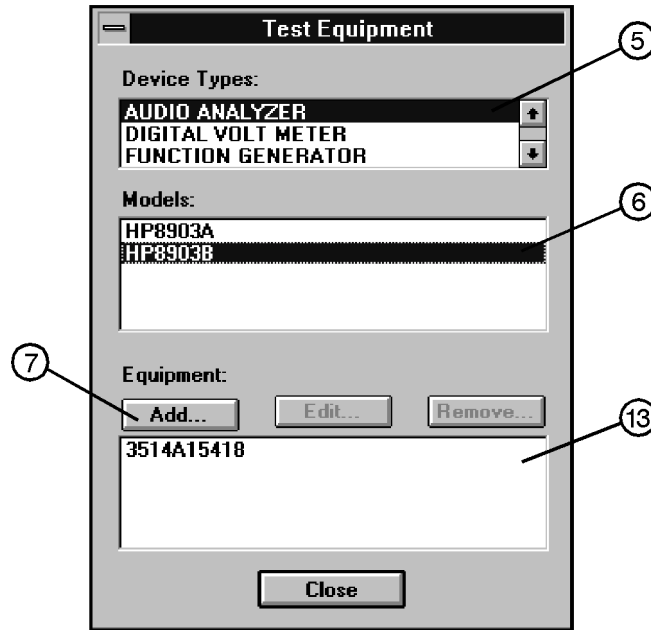 Test Equipment
5
Device Types:
AUDIO ANALYZER
DIGITAL VOLT METER
FUNCTION GENERATOR
Models:
6
HP8903A
HP8903B
7
Equipment:
Add... Edit... Remove...
13
3514A15418
Close